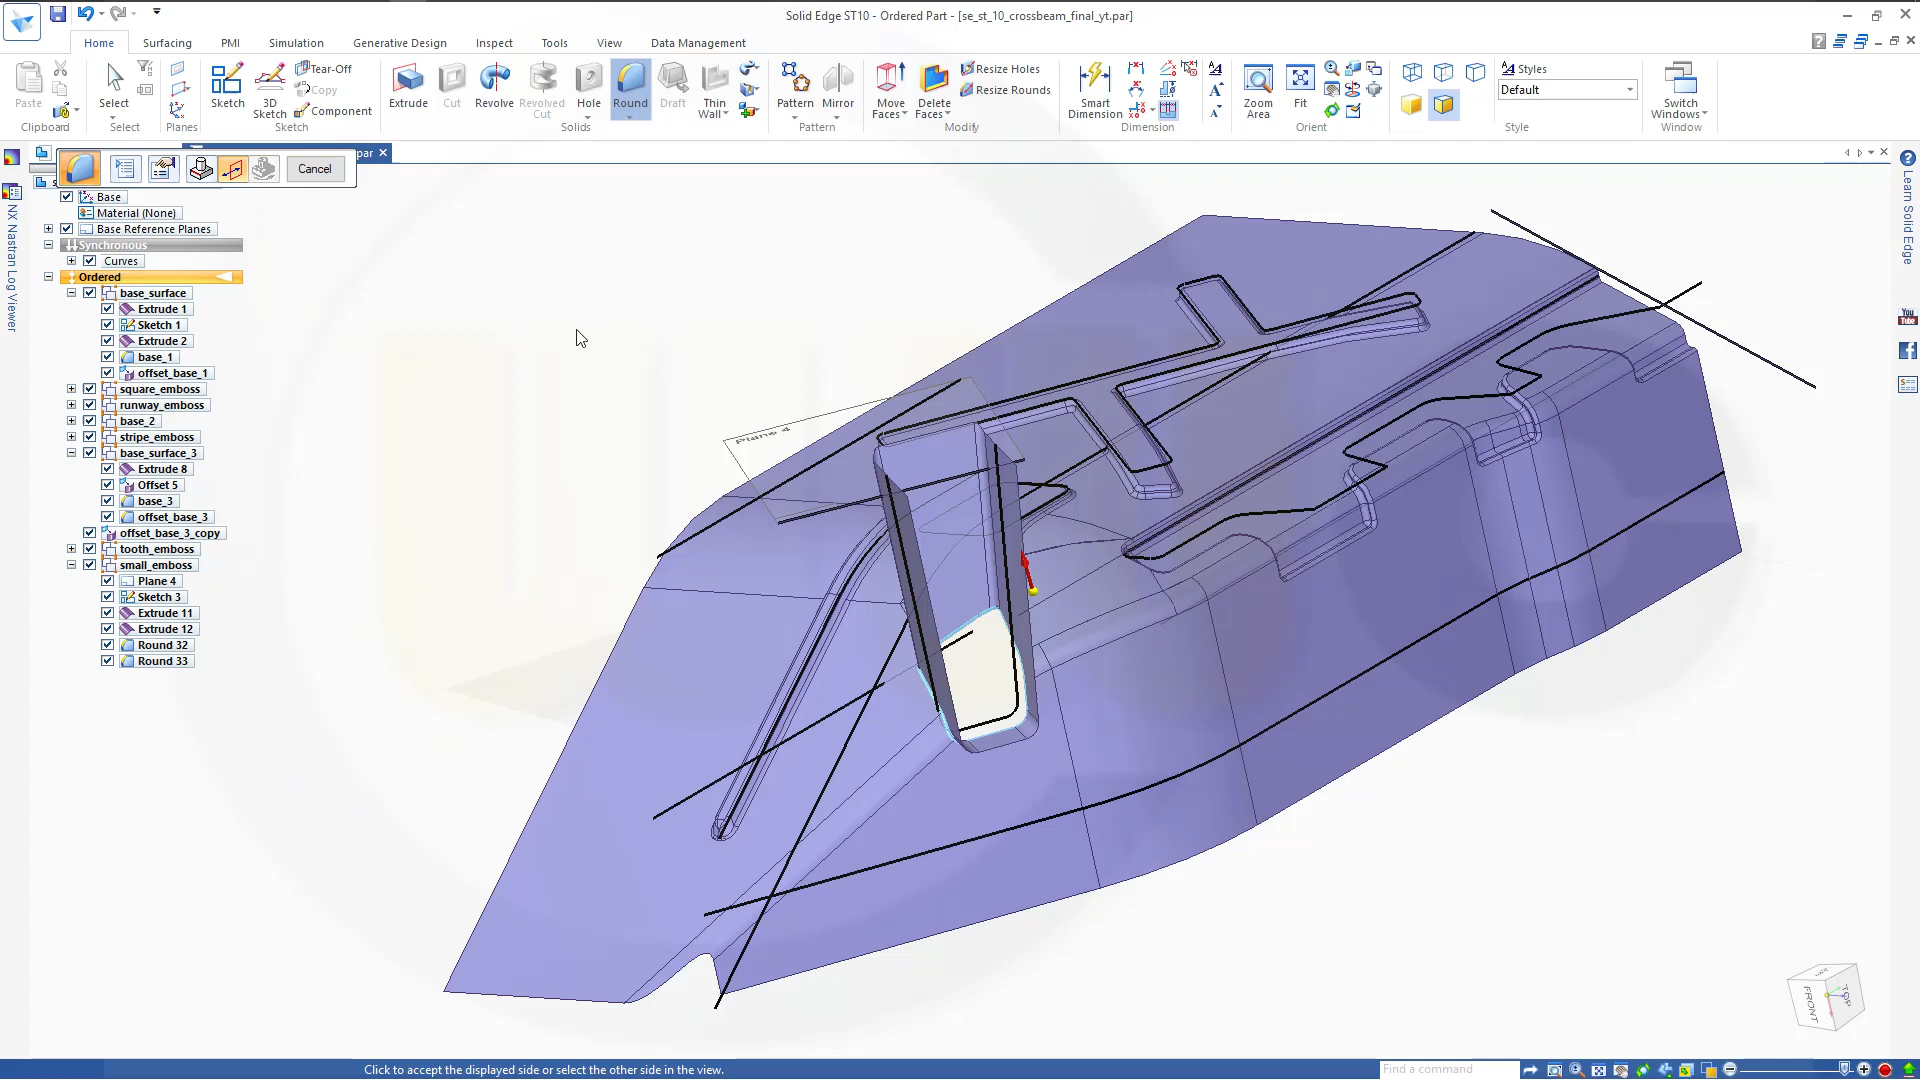 Solid Edge ST10 - Ordered Part - [se_st_10_crossbeam_final_yt.par]
Home
Surfacing
PMI
Simulation
Generative Design
Inspect
Tools
View
Data Management
Paste
Clipboard
Select
Select
Planes
Sketch
3D Sketch
Tear-Off
Copy
Component
Sketch
Extrude
Cut
Revolve
Revolved Cut
Hole
Round
Draft
Thin Wall
Solids
Pattern
Mirror
Pattern
Move Faces
Delete Faces
Resize Holes
Resize Rounds
Modify
Smart Dimension
Dimension
Zoom Area
Fit
Orient
Styles
Default
Style
Switch Windows
Window
par
Cancel
Base
Material (None)
Base Reference Planes
Synchronous
Curves
Ordered
base_surface
Extrude 1
Sketch 1
Extrude 2
base_1
offset_base_1
square_emboss
runway_emboss
base_2
stripe_emboss
base_surface_3
Extrude 8
Offset 5
base_3
offset_base_3
offset_base_3_copy
tooth_emboss
small_emboss
Plane 4
Sketch 3
Extrude 11
Extrude 12
Round 32
Round 33
NX Nastran Log Viewer
Learn Solid Edge
You
Tube
Plane 4
FRONT
TOP
Click to accept the displayed side or select the other side in the view.
Find a command